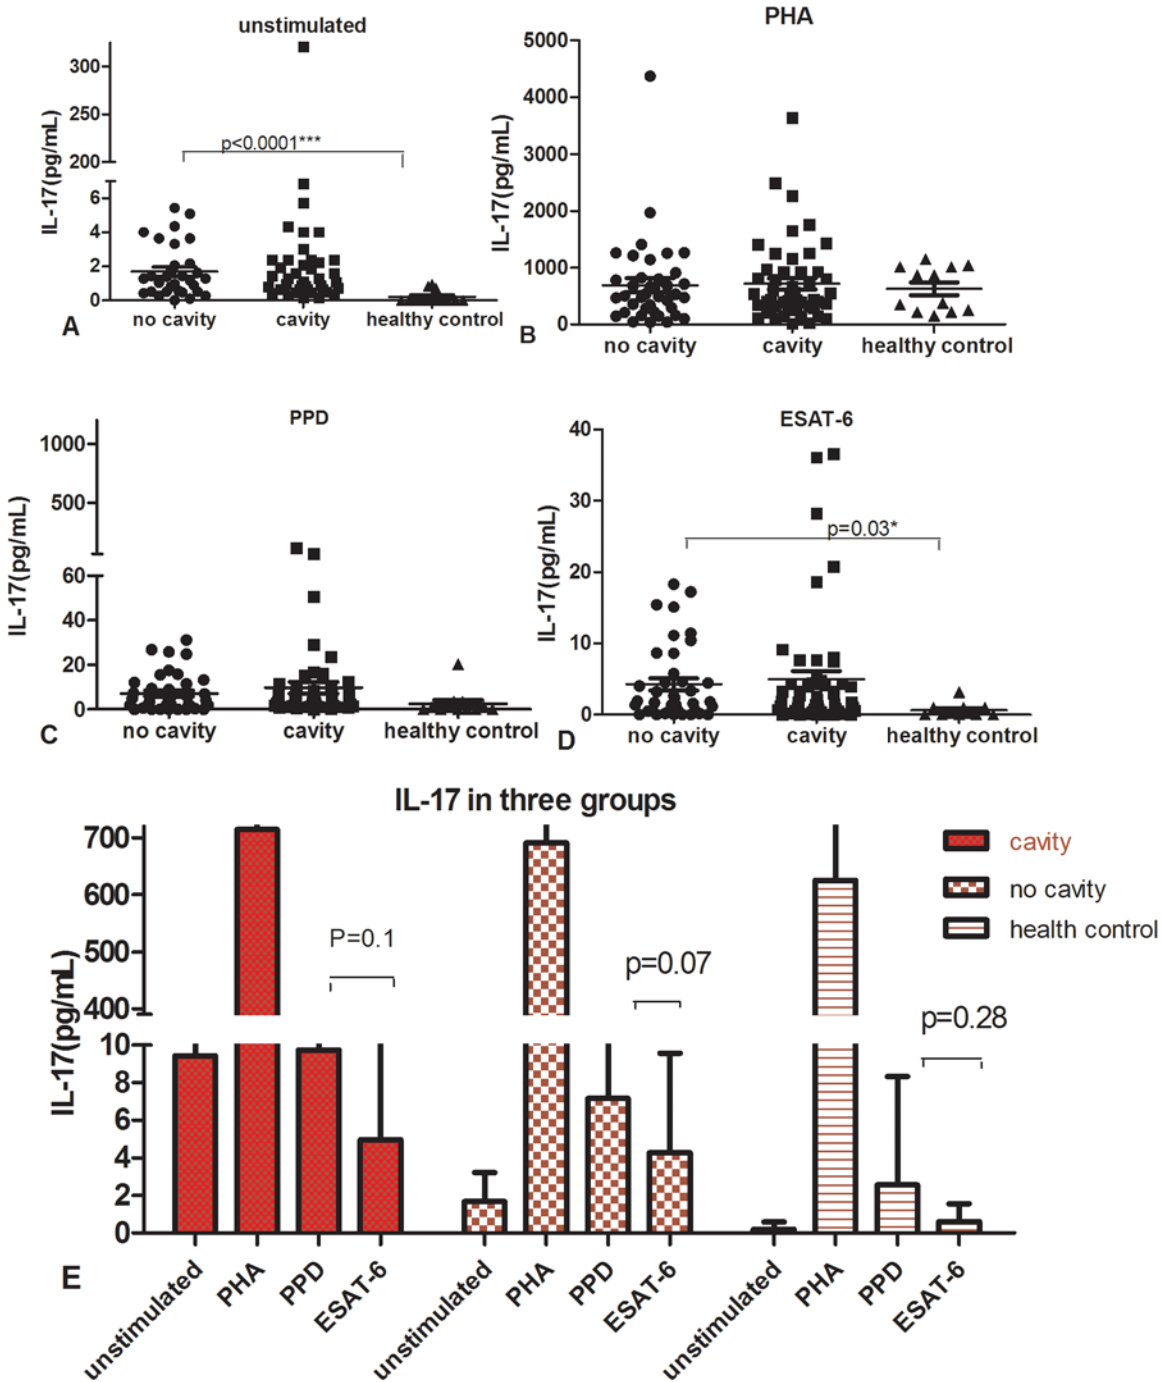 unstimulated
IL-17(pg/mL)
300
250
200
6
4
2
0
p<0.0001***
no cavity cavity healthy control
A
PHA
IL-17(pg/mL)
5000
4000
3000
2000
1000
0
no cavity cavity healthy control
B
PPD
IL-17(pg/mL)
1000
500
60
40
20
0
no cavity cavity healthy control
C
ESAT-6
IL-17(pg/mL)
40
30
20
10
0
p=0.03*
no cavity cavity healthy control
D
IL-17 in three groups
IL-17(pg/mL)
700
600
500
400
10
8
6
4
2
0
P=0.1
p=0.07
p=0.28
cavity
no cavity
health control
unstimulated PHA PPD ESAT-6 unstimulated PHA PPD ESAT-6 unstimulated PHA PPD ESAT-6
E